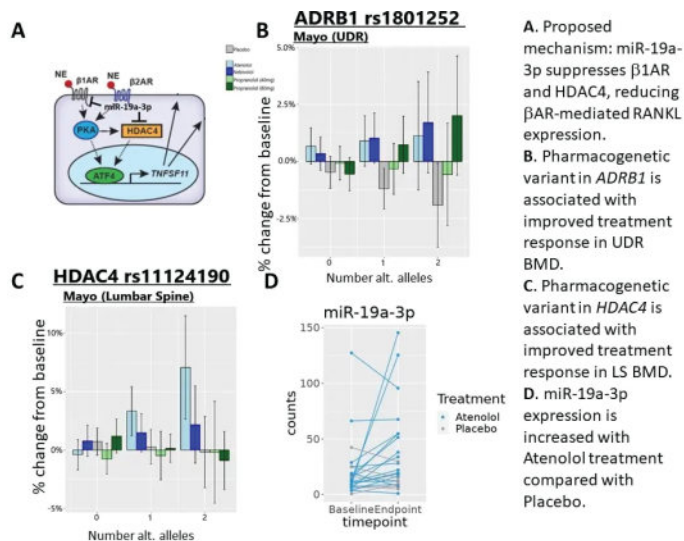 A
NE
NE
β1AR
β2AR
miR-19a-3p
PKA
HDAC4
ATF4
TNFSF11
B
ADRB1 rs1801252
Mayo (UDR)
Placebo
Atenolol
Nebivolol
Propranolol (40mg)
Propranolol (80mg)
% change from baseline
5.0%
2.5%
0.0%
-2.5%
0
1
2
Number alt. alleles
C
HDAC4 rs11124190
Mayo (Lumbar Spine)
% change from baseline
10%
5%
0%
-5%
0
1
2
Number alt. alleles
D
miR-19a-3p
counts
150
100
50
0
Baseline Endpoint
timepoint
Treatment
Atenolol
Placebo
A. Proposed
mechanism: miR-19a-
3p suppresses β1AR
and HDAC4, reducing
βAR-mediated RANKL
expression.
B. Pharmacogenetic
variant in ADRB1 is
associated with
improved treatment
response in UDR
BMD.
C. Pharmacogenetic
variant in HDAC4 is
associated with
improved treatment
response in LS BMD.
D. miR-19a-3p
expression is
increased with
Atenolol treatment
compared with
Placebo.